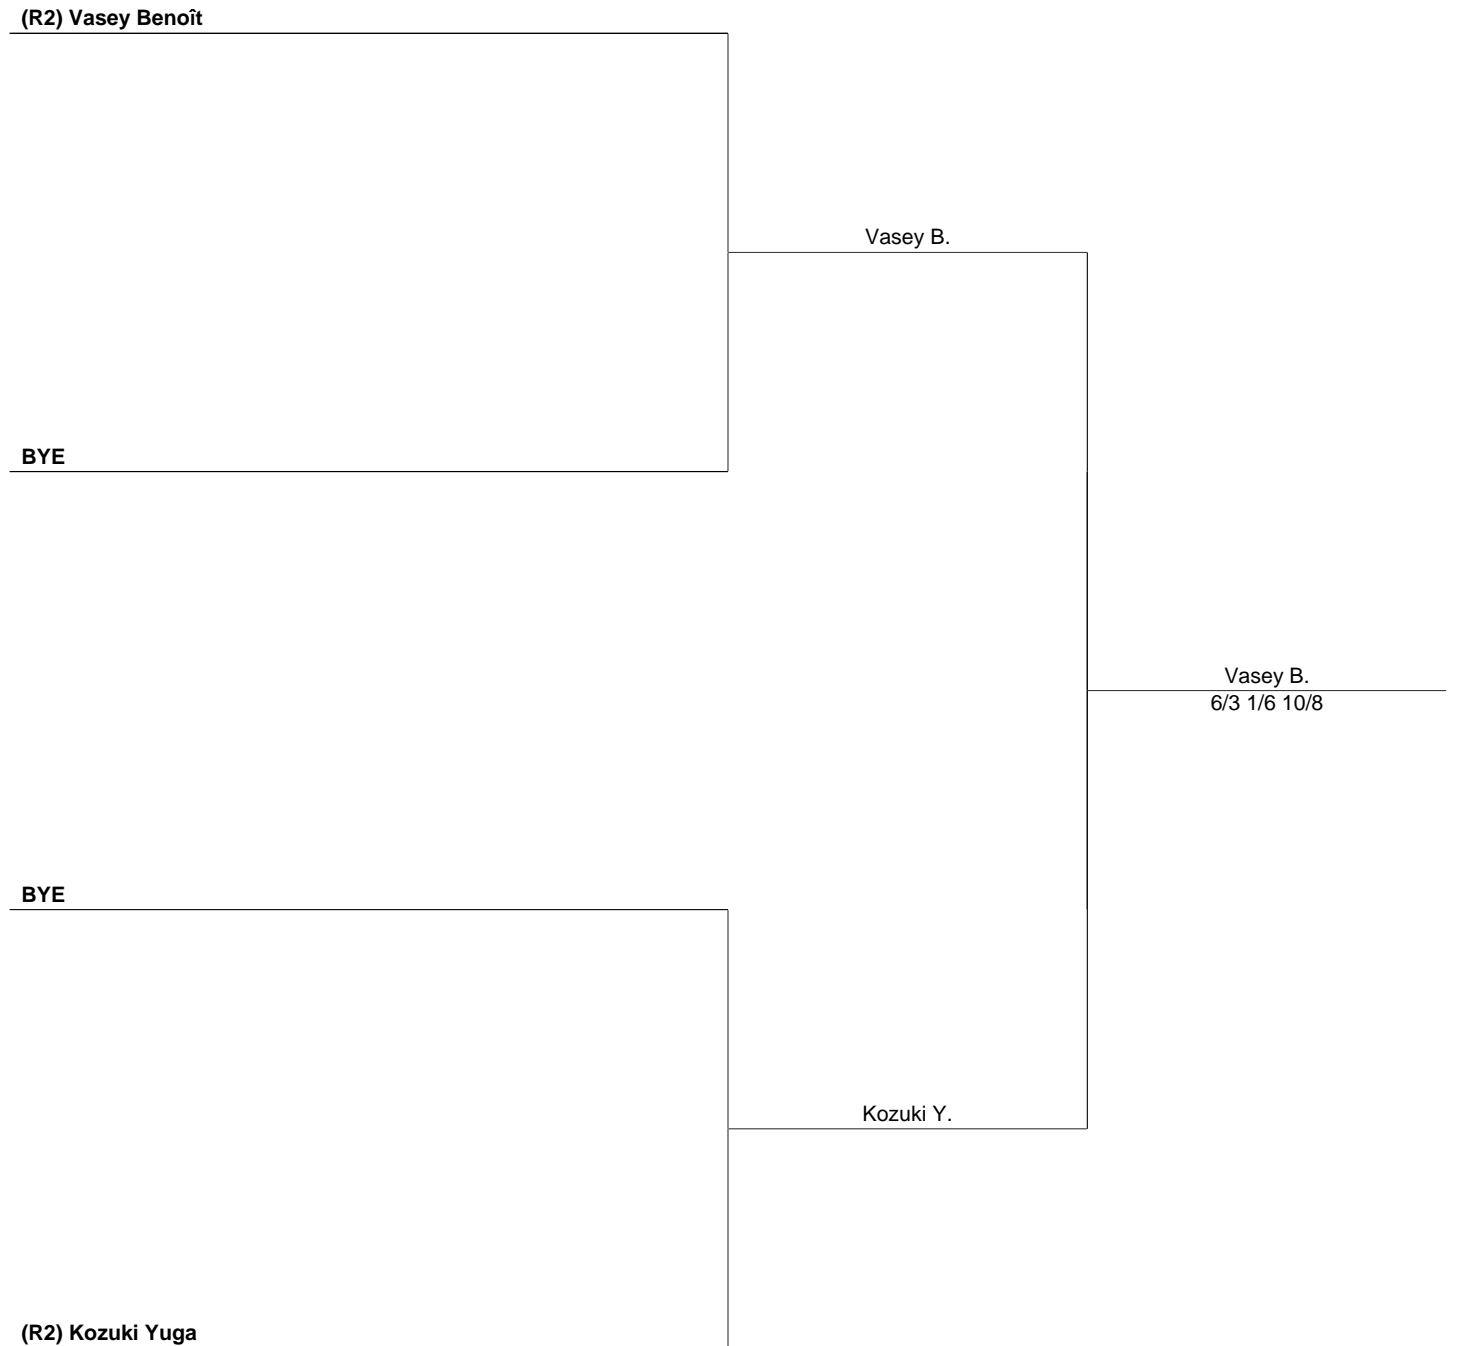 (R2) Vasey Benoît
Vasey B.
BYE
Vasey B.
6/3 1/6 10/8
BYE
Kozuki Y.
(R2) Kozuki Yuga